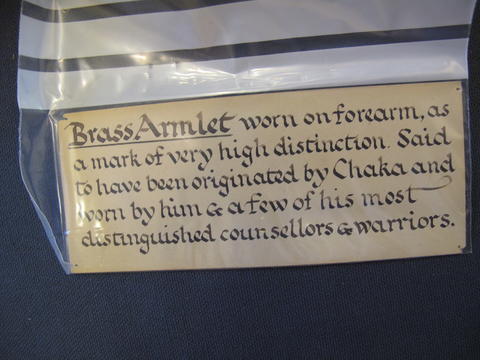 Brass Armlet worn on forearm, as
a mark of very high distinction. Said
to have been originated by Chaka and
worn by him & a few of his most
distinguished counsellors & warriors.